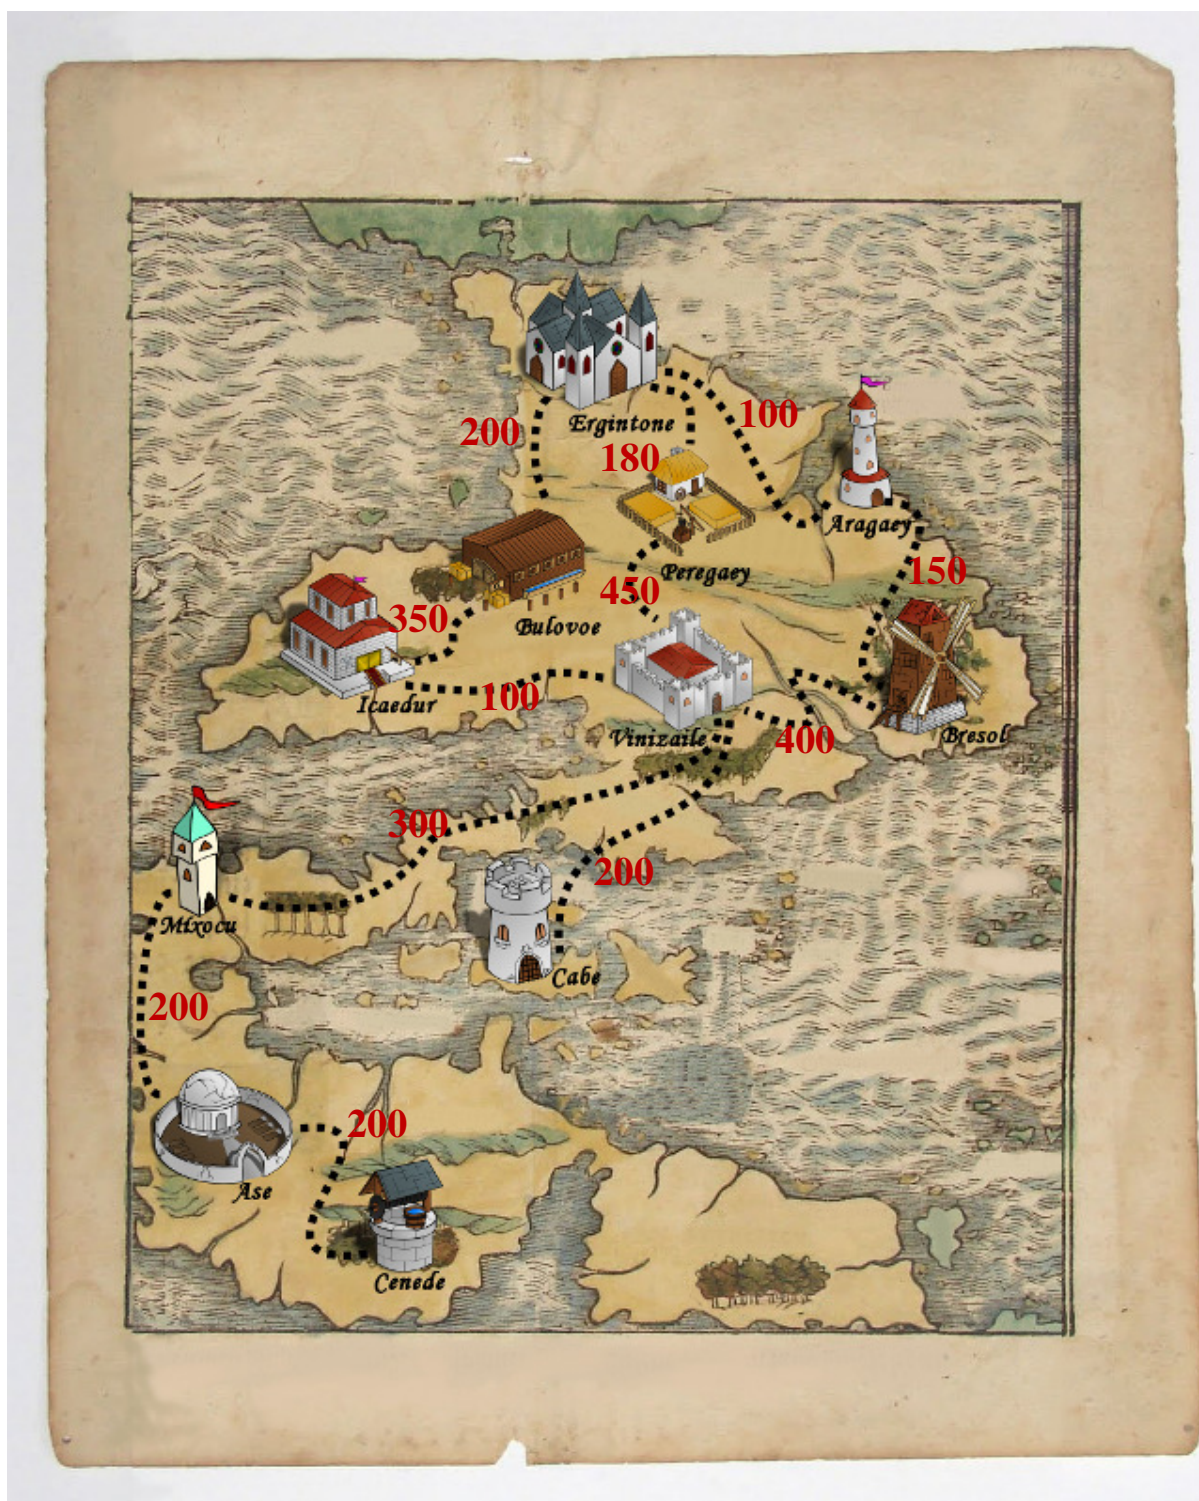 Ergintone
200
100
180
Aragaey
Peregaey
150
450
350
Bulovoe
Icaedur
100
Vinizaile
400
Bresol
300
200
Mixocu
Cabe
200
200
Ase
Cenede